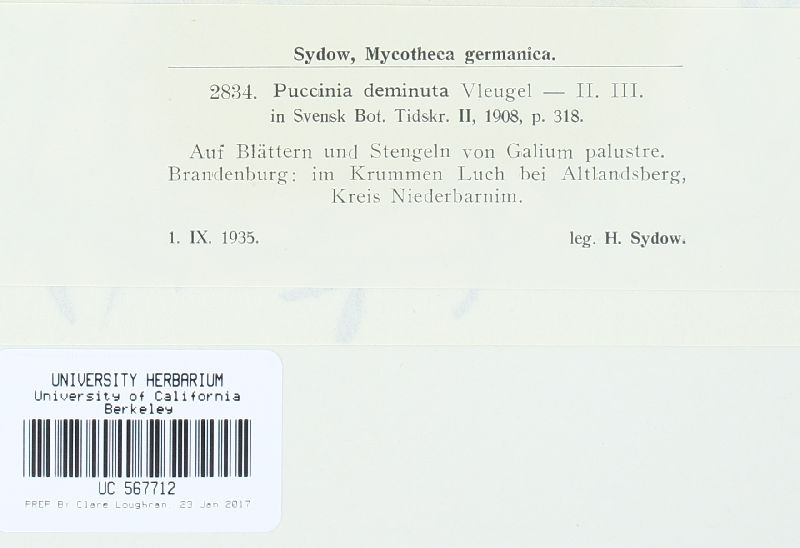 Sydow, Mycotheca germanica.
2834. Puccinia deminuta Vleugel — II. III.
in Svensk Bot. Tidskr. II, 1908, p. 318.
Auf Blättern und Stengeln von Galium palustre.
Brandenburg: im Krummen Luch bei Altlandsberg,
Kreis Niederbarnim.
1. IX. 1935. leg. H. Sydow.
UNIVERSITY HERBARIUM
University of California
Berkeley
UC 567712
PREP By Clare Loughran, 23 Jan 2017